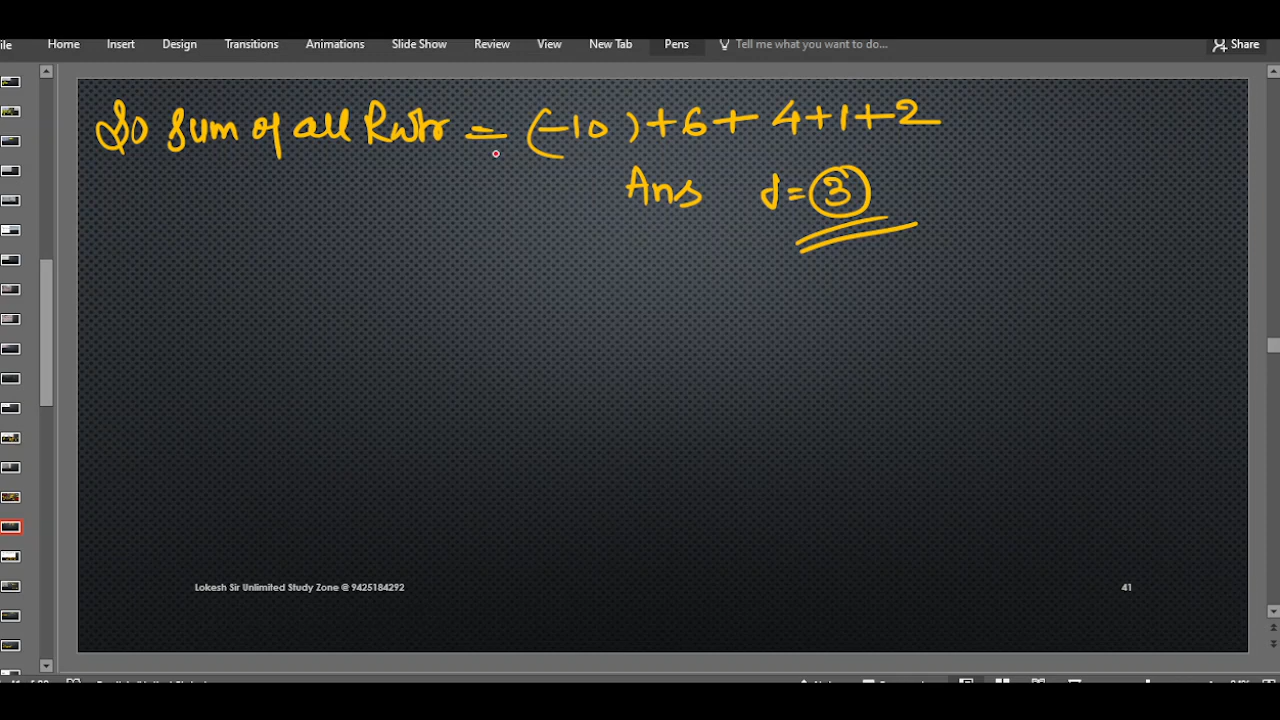 ile Home Insert Design Transitions Animations Slide Show Review View New Tab Pens Tell me what you want to do... Share
So Sum of all Roots = (-10) + 6 + 4 + 1 + 2
Ans d = 3
Lokesh Sir Unlimited Study Zone @ 9425184292 41